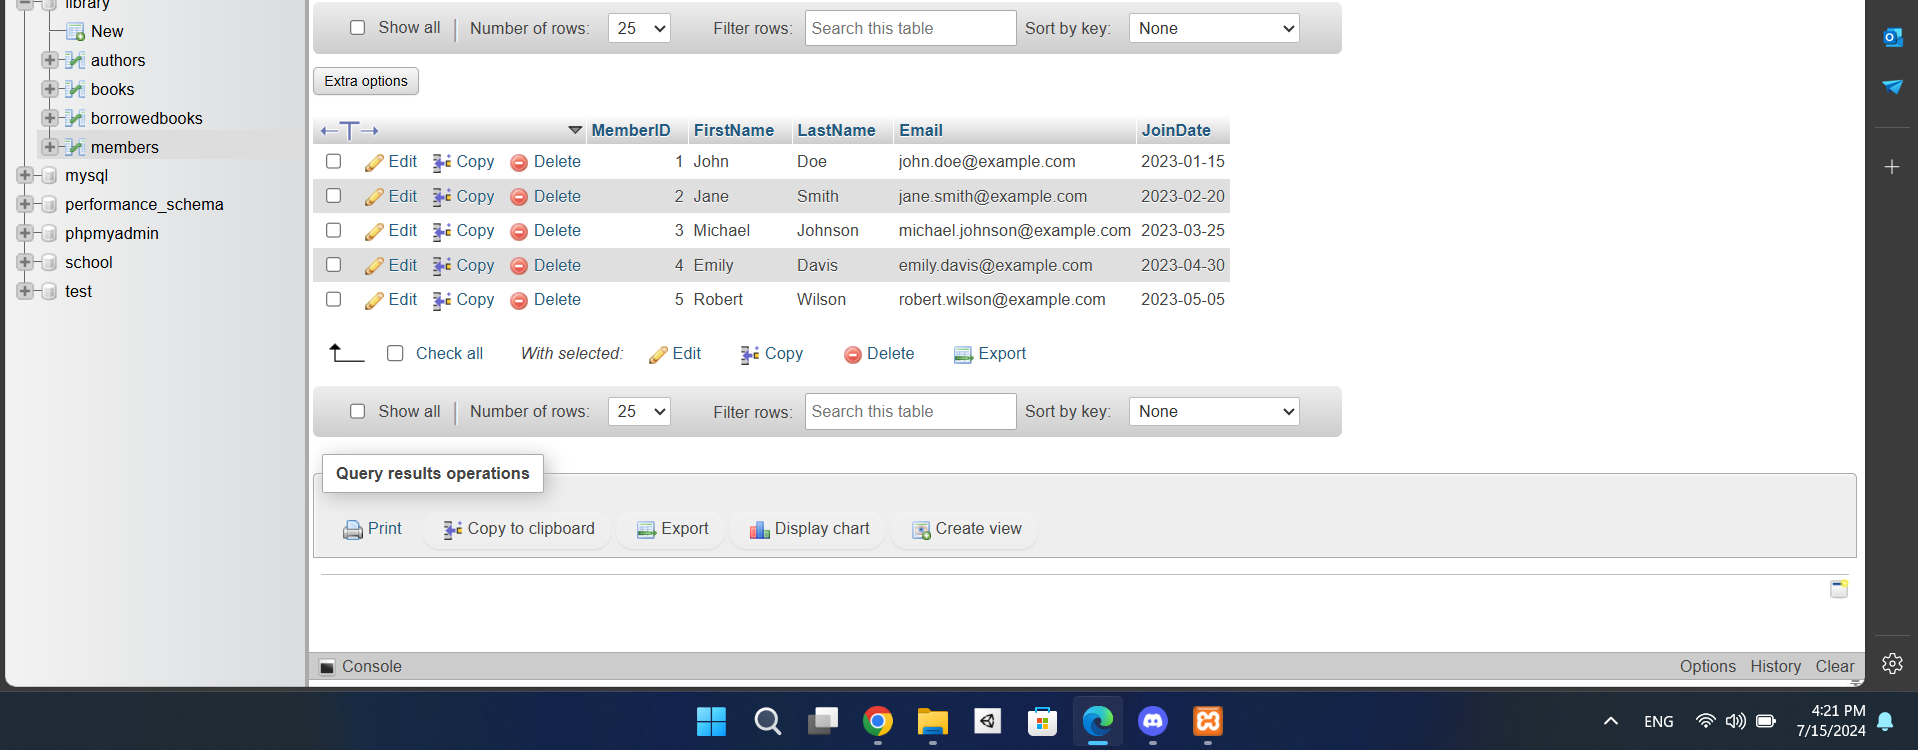 library
New
authors
books
borrowedbooks
members
mysql
performance_schema
phpmyadmin
school
test
Show all Number of rows: 25 Filter rows: Search this table Sort by key: None
Extra options
MemberID FirstName LastName Email JoinDate
Edit Copy Delete 1 John Doe john.doe@example.com 2023-01-15
Edit Copy Delete 2 Jane Smith jane.smith@example.com 2023-02-20
Edit Copy Delete 3 Michael Johnson michael.johnson@example.com 2023-03-25
Edit Copy Delete 4 Emily Davis emily.davis@example.com 2023-04-30
Edit Copy Delete 5 Robert Wilson robert.wilson@example.com 2023-05-05
Check all With selected: Edit Copy Delete Export
Show all Number of rows: 25 Filter rows: Search this table Sort by key: None
Query results operations
Print Copy to clipboard Export Display chart Create view
Console Options History Clear
ENG 4:21 PM
7/15/2024